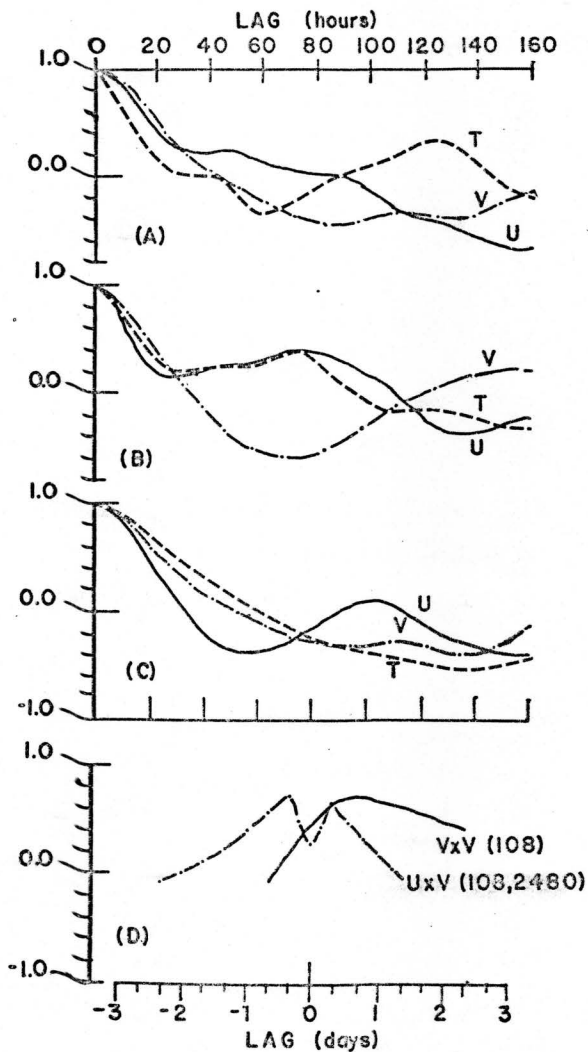 LAG (hours)
0 20 40 60 80 100 120 140 160
1.0
0.0
T
V
U
(A)
1.0
0.0
V
T
U
(B)
1.0
0.0
-1.0
U
V
T
(C)
1.0
0.0
-1.0
VxV (108)
UxV (108,2480)
(D)
-3 -2 -1 0 1 2 3
LAG (days)